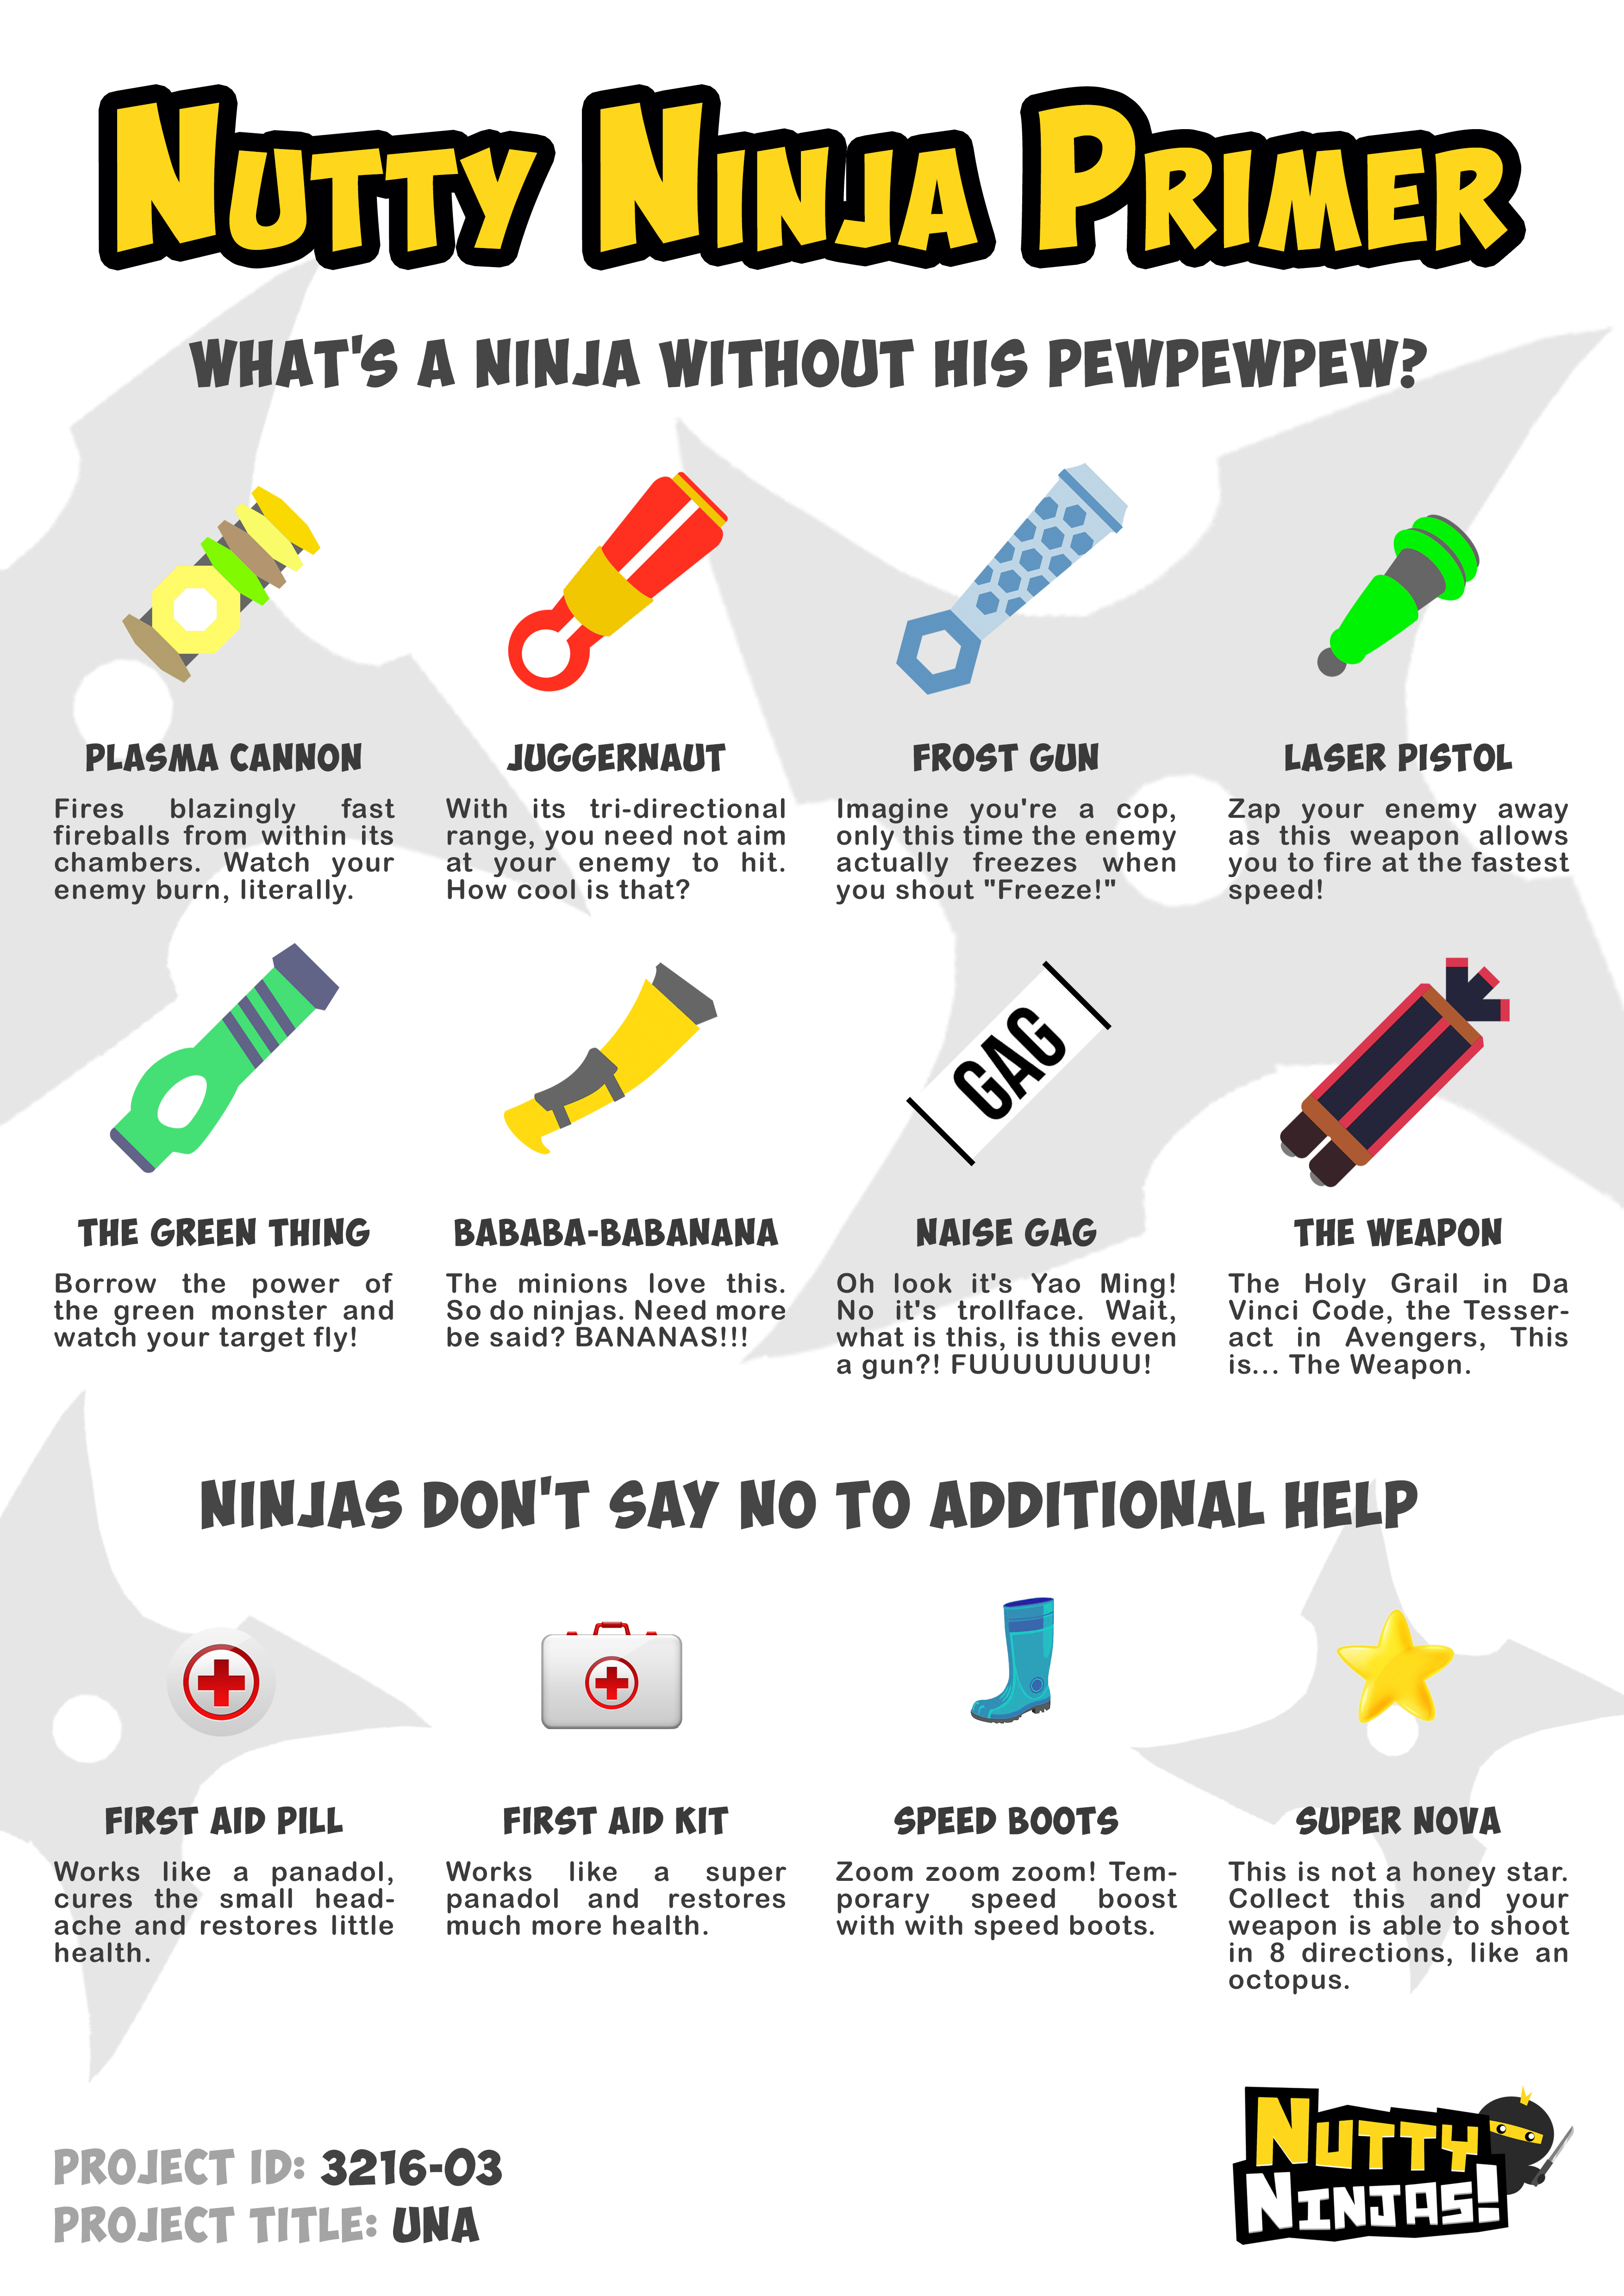 Nutty Ninja Primer
WHAT'S A NINJA WITHOUT HIS PEWPEWPEW?
PLASMA CANNON
Fires blazingly fast
fireballs from within its
chambers. Watch your
enemy burn, literally.
JUGGERNAUT
With its tri-directional
range, you need not aim
at your enemy to hit.
How cool is that?
FROST GUN
Imagine you're a cop,
only this time the enemy
actually freezes when
you shout "Freeze!"
LASER PISTOL
Zap your enemy away
as this weapon allows
you to fire at the fastest
speed!
GAG
THE GREEN THING
Borrow the power of
the green monster and
watch your target fly!
BABABA-BABANANA
The minions love this.
So do ninjas. Need more
be said? BANANAS!!!
NAISE GAG
Oh look it's Yao Ming!
No it's trollface. Wait,
what is this, is this even
a gun?! FUUUUUUUU!
THE WEAPON
The Holy Grail in Da
Vinci Code, the Tesser-
act in Avengers, This
is... The Weapon.
NINJAS DON'T SAY NO TO ADDITIONAL HELP
FIRST AID PILL
Works like a panadol,
cures the small head-
ache and restores little
health.
FIRST AID KIT
Works like a super
panadol and restores
much more health.
SPEED BOOTS
Zoom zoom zoom! Tem-
porary speed boost
with with speed boots.
SUPER NOVA
This is not a honey star.
Collect this and your
weapon is able to shoot
in 8 directions, like an
octopus.
PROJECT ID: 3216-03
PROJECT TITLE: UNA
Nutty
Ninjas!